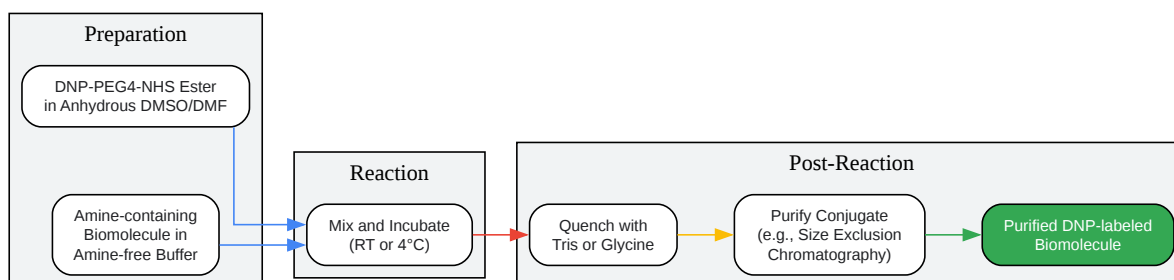 Preparation
DNP-PEG4-NHS Ester
in Anhydrous DMSO/DMF
Amine-containing
Biomolecule in
Amine-free Buffer
Reaction
Mix and Incubate
(RT or 4°C)
Post-Reaction
Quench with
Tris or Glycine
Purify Conjugate
(e.g., Size Exclusion
Chromatography)
Purified DNP-labeled
Biomolecule